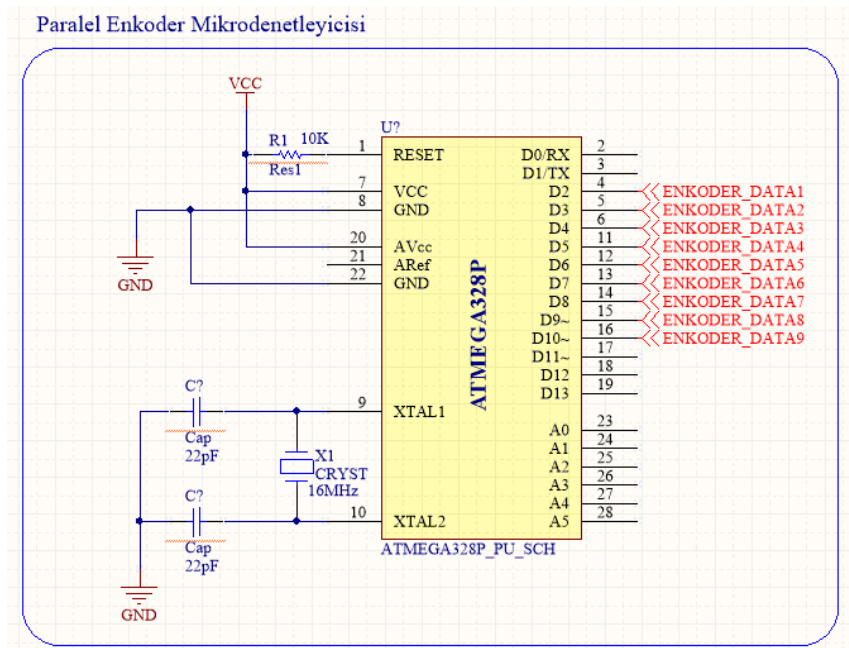 Paralel Enkoder Mikrodenetleyicisi
VCC
U?
R1 10K
Res1
1 RESET
7 VCC
8 GND
20 AVcc
21 ARef
22 GND
GND
9 XTAL1
10 XTAL2
ATMEGA328P
D0/RX 2
D1/TX 3
D2 4 ENKODER_DATA1
D3 5 ENKODER_DATA2
D4 6 ENKODER_DATA3
D5 11 ENKODER_DATA4
D6 12 ENKODER_DATA5
D7 13 ENKODER_DATA6
D8 14 ENKODER_DATA7
D9~ 15 ENKODER_DATA8
D10~ 16 ENKODER_DATA9
D11~ 17
D12 18
D13 19
A0 23
A1 24
A2 25
A3 26
A4 27
A5 28
C?
Cap
22pF
X1
CRYST
16MHz
C?
Cap
22pF
GND
ATMEGA328P_PU_SCH